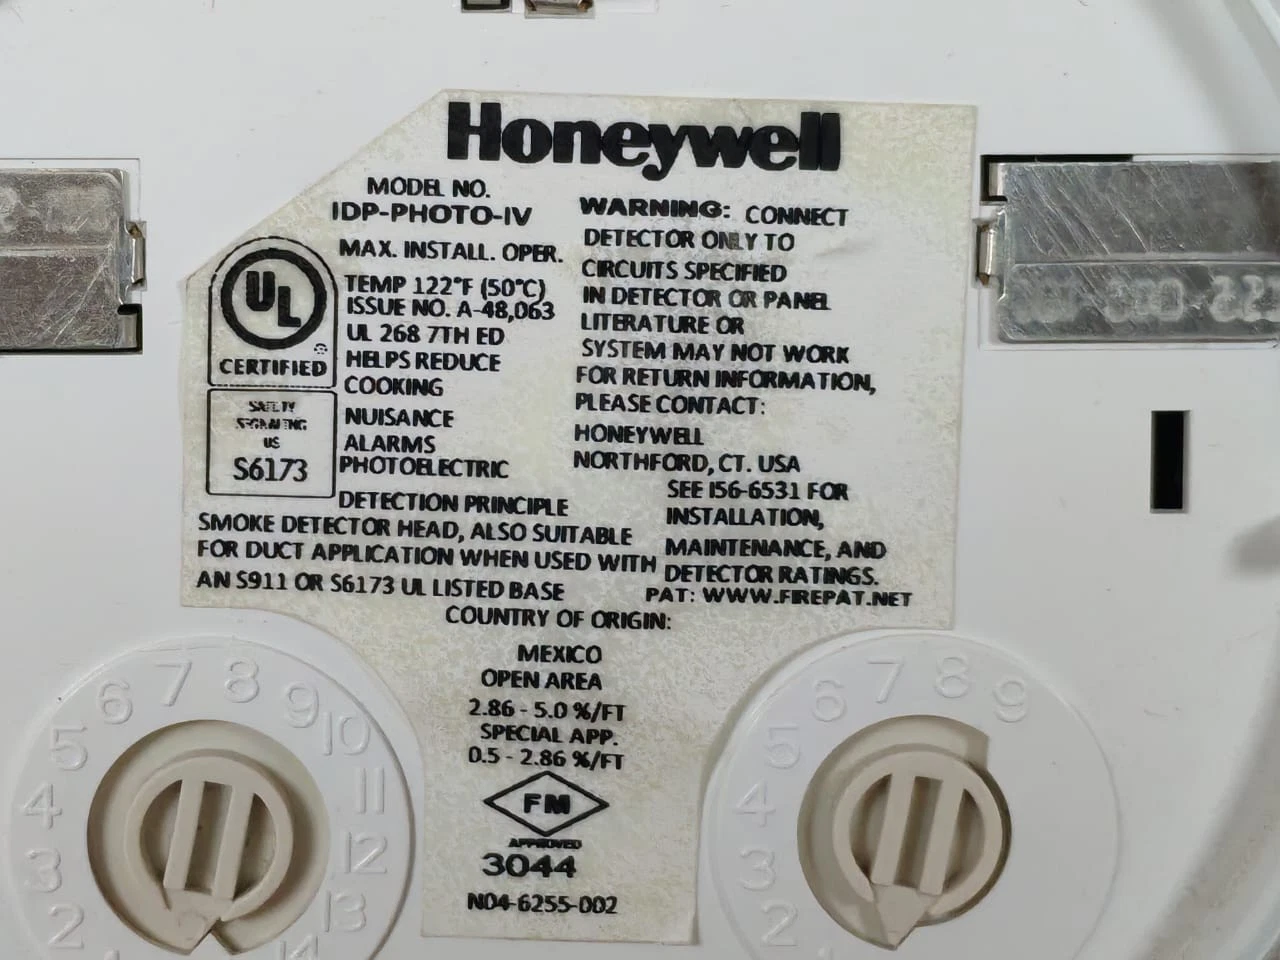 Honeywell
MODEL NO.
IDP-PHOTO-IV
MAX. INSTALL. OPER.
TEMP 122°F (50°C)
ISSUE NO. A-48,063
UL 268 7TH ED
HELPS REDUCE
COOKING
NUISANCE
ALARMS
PHOTOELECTRIC
DETECTION PRINCIPLE
SMOKE DETECTOR HEAD, ALSO SUITABLE
FOR DUCT APPLICATION WHEN USED WITH
AN S911 OR S6173 UL LISTED BASE
UL
CERTIFIED
SAFETY
SIGNALING
US
S6173
WARNING: CONNECT
DETECTOR ONLY TO
CIRCUITS SPECIFIED
IN DETECTOR OR PANEL
LITERATURE OR
SYSTEM MAY NOT WORK
FOR RETURN INFORMATION,
PLEASE CONTACT:
HONEYWELL
NORTHFORD, CT. USA
SEE I56-6531 FOR
INSTALLATION,
MAINTENANCE, AND
DETECTOR RATINGS.
PAT: WWW.FIREPAT.NET
COUNTRY OF ORIGIN:
MEXICO
OPEN AREA
2.86 - 5.0 %/FT
SPECIAL APP.
0.5 - 2.86 %/FT
FM
APPROVED
3044
N04-6255-002
1 2 3 4 5 6 7 8 9 10 11 12 13 14
1 2 3 4 5 6 7 8 9